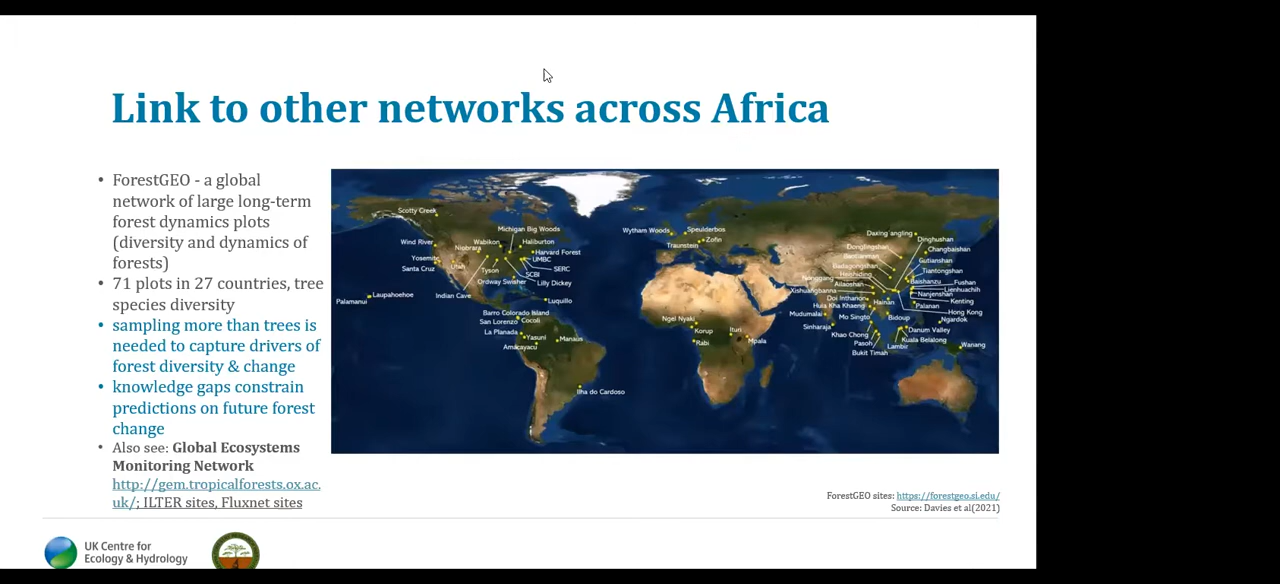 Link to other networks across Africa
• ForestGEO - a global
network of large long-term
forest dynamics plots
(diversity and dynamics of
forests)
• 71 plots in 27 countries, tree
species diversity
• sampling more than trees is
needed to capture drivers of
forest diversity & change
• knowledge gaps constrain
predictions on future forest
change
• Also see: Global Ecosystems
Monitoring Network
http://gem.tropicalforests.ox.ac.
uk/; ILTER sites, Fluxnet sites
Scotty Creek
Michigan Big Woods
Wind River
Wabikon
Haliburton
Niobrara
Harvard Forest
Yosemite
UMBC
Santa Cruz
Utah
Tyson
SERC
SCBI
Ordway Swisher
Lilly Dickey
Indian Cave
Laupahoehoe
Palamanui
Luquillo
Barro Colorado Island
San Lorenzo
Cocoli
La Planada
Yasuni
Manaus
Amacayacu
Ilha do Cardoso
Wytham Woods
Speulderbos
Zofin
Traunstein
Ngel Nyaki
Korup
Ituri
Rabi
Mpala
Daxing'angling
Dinghushan
Donglingshan
Changbaishan
Baotianman
Gutianshan
Badagongshan
Tiantongshan
Heishiding
Nonggang
Baishanzu
Fushan
Ailaoshan
Lienhuachih
Xishuangbanna
Nanjenshan
Doi Inthanon
Kenting
Huai Kha Khaeng
Hainan
Palanan
Hong Kong
Mudumalai
Mo Singto
Bidoup
Ngardok
Sinharaja
Danum Valley
Khao Chong
Kuala Belalong
Pasoh
Lambir
Wanang
Bukit Timah
ForestGEO sites: https://forestgeo.si.edu/
Source: Davies et al(2021)
UK Centre for
Ecology & Hydrology